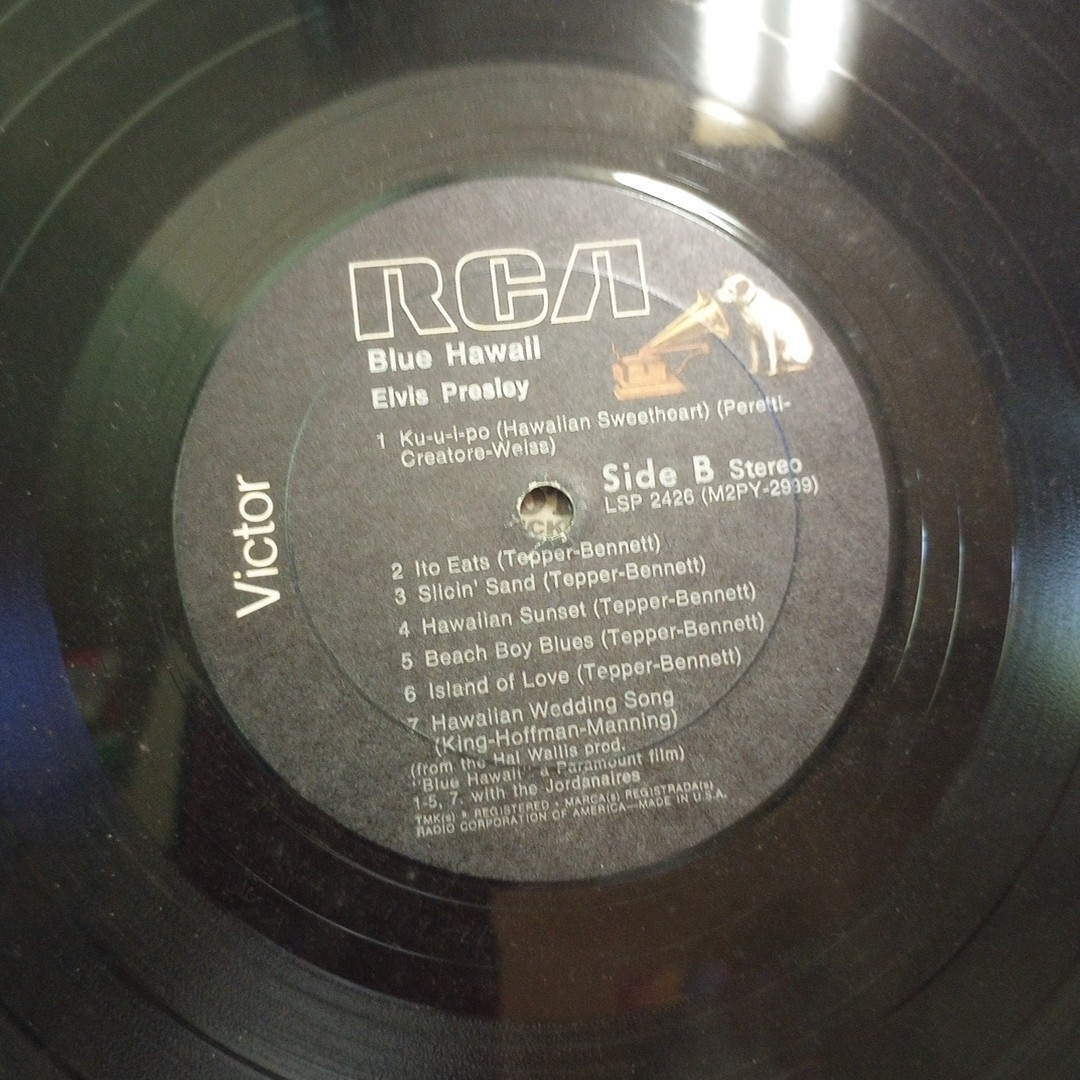 RCA
Blue Hawaii
Elvis Presley
1 Ku-u-i-po (Hawaiian Sweetheart) (Peretti-
Creatore-Weiss)
Side B Stereo
LSP 2426 (M2PY-2999)
Victor
2 Ito Eats (Tepper-Bennett)
3 Slicin' Sand (Tepper-Bennett)
4 Hawaiian Sunset (Tepper-Bennett)
5 Beach Boy Blues (Tepper-Bennett)
6 Island of Love (Tepper-Bennett)
7 Hawaiian Wedding Song
(King-Hoffman-Manning)
(from the Hal Wallis prod.
"Blue Hawaii" a Paramount film)
1-5, 7, with the Jordanaires
TMK(s) ® REGISTERED • MARCA(s) REGISTRADA(s)
RADIO CORPORATION OF AMERICA—MADE IN U.S.A.